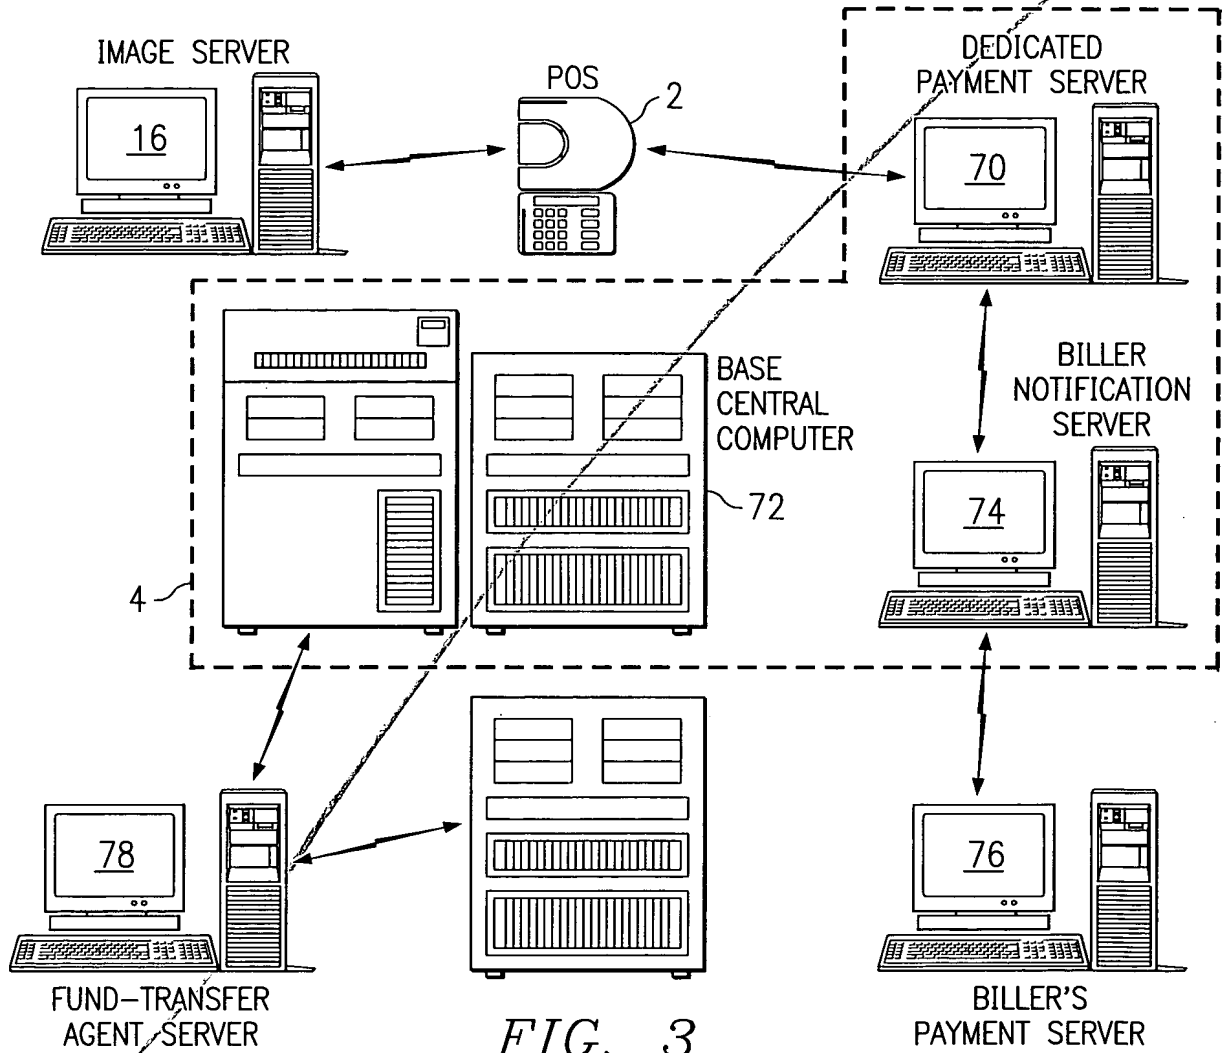 IMAGE SERVER
16
POS
2
DEDICATED
PAYMENT SERVER
70
BASE
CENTRAL
COMPUTER
72
BILLER
NOTIFICATION
SERVER
74
4
78
FUND-TRANSFER
AGENT SERVER
76
BILLER'S
PAYMENT SERVER
FIG. 3